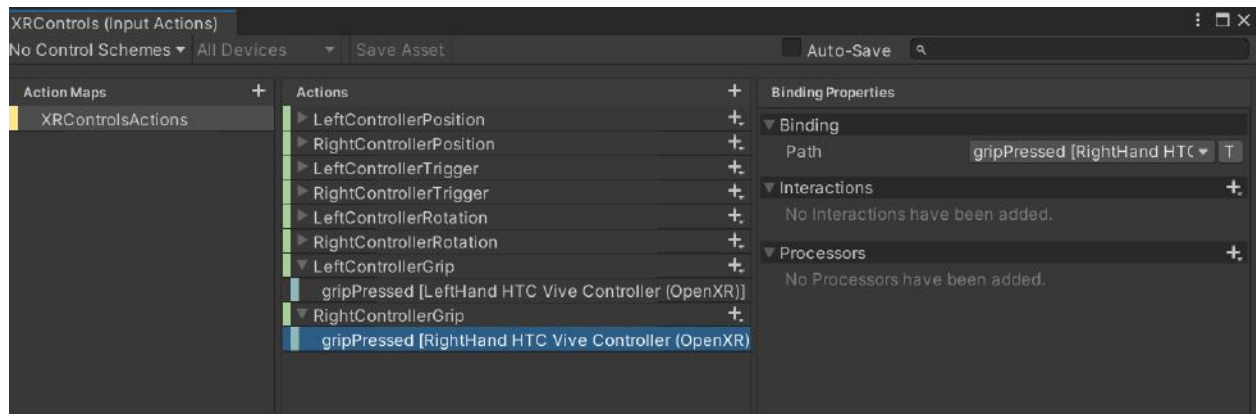 XRControls (Input Actions)
No Control Schemes All Devices Save Asset Auto-Save
Action Maps +
XRControlsActions
Actions +
LeftControllerPosition +
RightControllerPosition +
LeftControllerTrigger +
RightControllerTrigger +
LeftControllerRotation +
RightControllerRotation +
LeftControllerGrip +
gripPressed [LeftHand HTC Vive Controller (OpenXR)]
RightControllerGrip +
gripPressed [RightHand HTC Vive Controller (OpenXR)
Binding Properties
Binding
Path gripPressed [RightHand HTC T
Interactions +
No Interactions have been added.
Processors +
No Processors have been added.